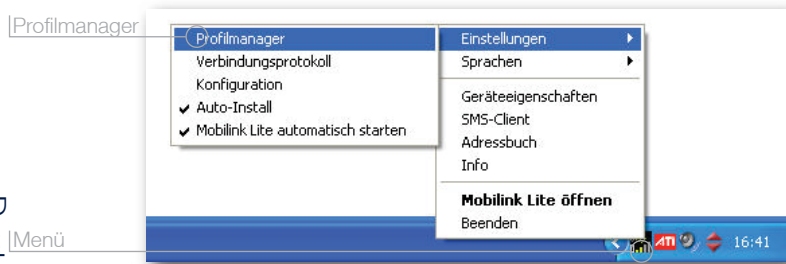 Profilmanager
Profilmanager
Verbindungsprotokoll
Konfiguration
Auto-Install
Mobilink Lite automatisch starten
Einstellungen
Sprachen
Geräteeigenschaften
SMS-Client
Adressbuch
Info
Mobilink Lite öffnen
Beenden
Menü
ATI
16:41